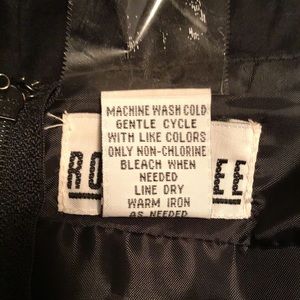 MACHINE WASH COLD
GENTLE CYCLE
WITH LIKE COLORS
ONLY NON-CHLORINE
BLEACH WHEN
NEEDED
LINE DRY
WARM IRON
AS NEEDED